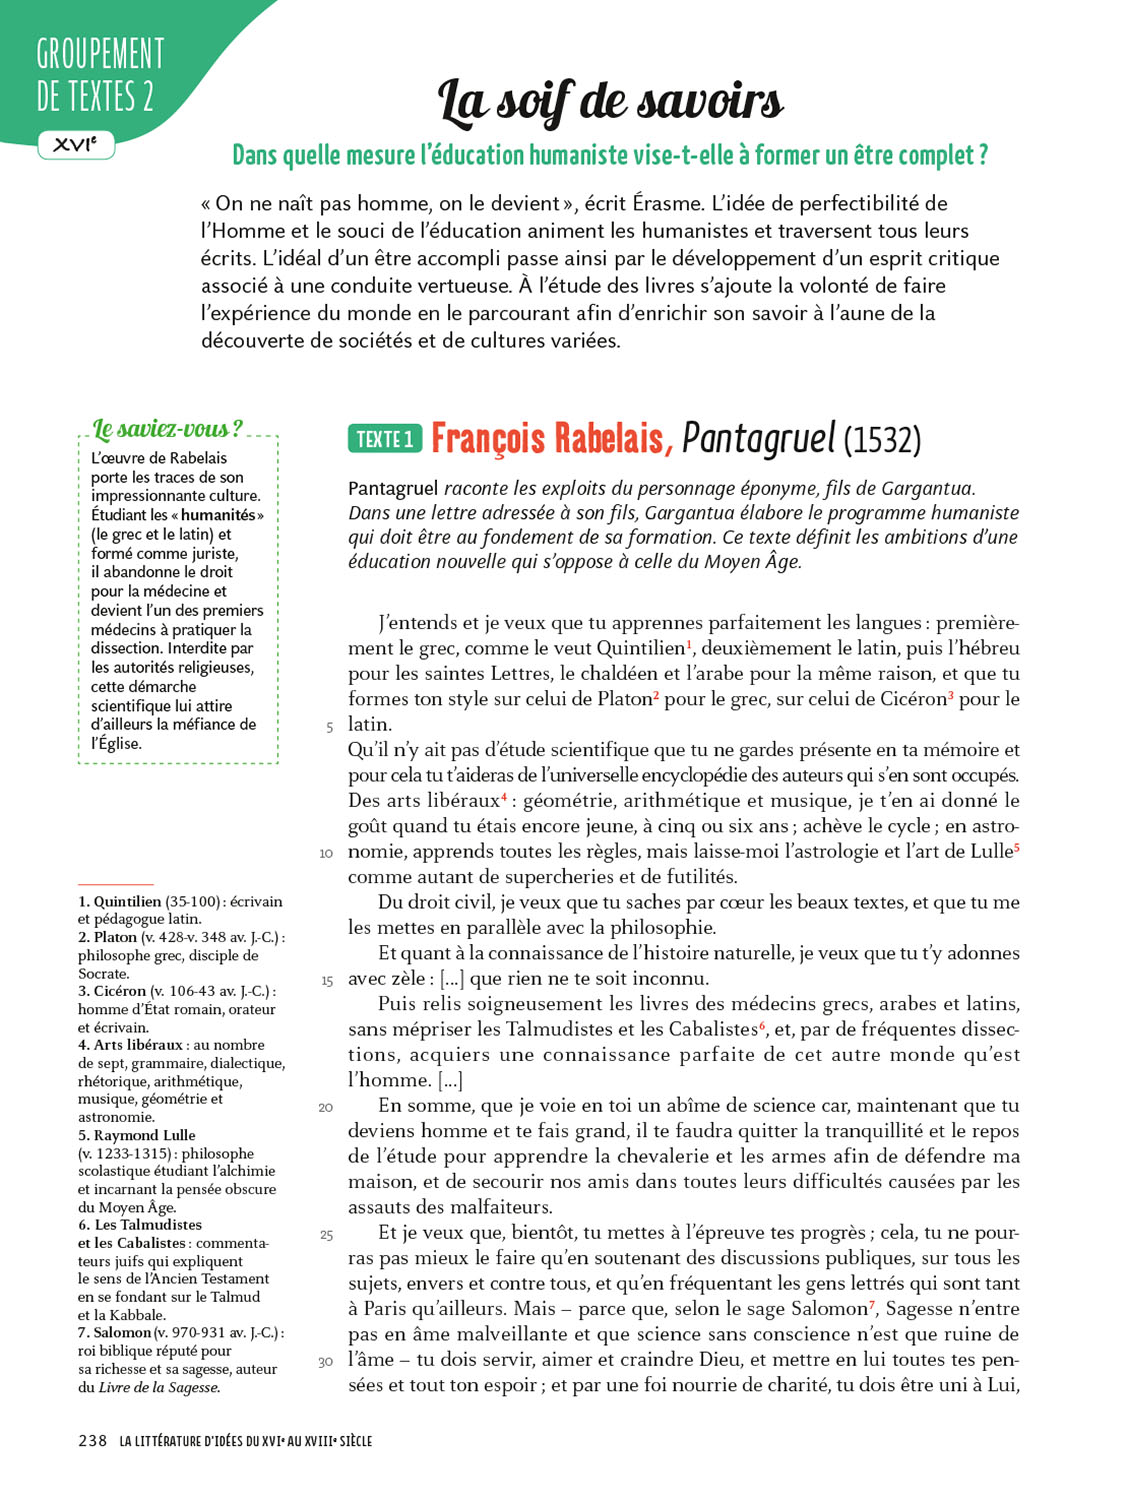 GROUPEMENT
DE TEXTES 2
XVIe
La soif de savoirs
Dans quelle mesure l'éducation humaniste vise-t-elle à former un être complet ?
« On ne naît pas homme, on le devient », écrit Érasme. L'idée de perfectibilité de
l'Homme et le souci de l'éducation animent les humanistes et traversent tous leurs
écrits. L'idéal d'un être accompli passe ainsi par le développement d'un esprit critique
associé à une conduite vertueuse. À l'étude des livres s'ajoute la volonté de faire
l'expérience du monde en le parcourant afin d'enrichir son savoir à l'aune de la
découverte de sociétés et de cultures variées.
Le saviez-vous ?
L'œuvre de Rabelais
porte les traces de son
impressionnante culture.
Étudiant les « humanités »
(le grec et le latin) et
formé comme juriste,
il abandonne le droit
pour la médecine et
devient l'un des premiers
médecins à pratiquer la
dissection. Interdite par
les autorités religieuses,
cette démarche
scientifique lui attire
d'ailleurs la méfiance de
l'Église.
TEXTE 1 François Rabelais, Pantagruel (1532)
Pantagruel raconte les exploits du personnage éponyme, fils de Gargantua.
Dans une lettre adressée à son fils, Gargantua élabore le programme humaniste
qui doit être au fondement de sa formation. Ce texte définit les ambitions d'une
éducation nouvelle qui s'oppose à celle du Moyen Âge.
J'entends et je veux que tu apprennes parfaitement les langues : première-
ment le grec, comme le veut Quintilien1, deuxièmement le latin, puis l'hébreu
pour les saintes Lettres, le chaldéen et l'arabe pour la même raison, et que tu
formes ton style sur celui de Platon2 pour le grec, sur celui de Cicéron3 pour le
5 latin.
Qu'il n'y ait pas d'étude scientifique que tu ne gardes présente en ta mémoire et
pour cela tu t'aideras de l'universelle encyclopédie des auteurs qui s'en sont occupés.
Des arts libéraux4 : géométrie, arithmétique et musique, je t'en ai donné le
goût quand tu étais encore jeune, à cinq ou six ans ; achève le cycle ; en astro-
10 nomie, apprends toutes les règles, mais laisse-moi l'astrologie et l'art de Lulle5
comme autant de supercheries et de futilités.
Du droit civil, je veux que tu saches par cœur les beaux textes, et que tu me
les mettes en parallèle avec la philosophie.
Et quant à la connaissance de l'histoire naturelle, je veux que tu t'y adonnes
15 avec zèle : [...] que rien ne te soit inconnu.
Puis relis soigneusement les livres des médecins grecs, arabes et latins,
sans mépriser les Talmudistes et les Cabalistes6, et, par de fréquentes dissec-
tions, acquiers une connaissance parfaite de cet autre monde qu'est
l'homme. [...]
20 En somme, que je voie en toi un abîme de science car, maintenant que tu
deviens homme et te fais grand, il te faudra quitter la tranquillité et le repos
de l'étude pour apprendre la chevalerie et les armes afin de défendre ma
maison, et de secourir nos amis dans toutes leurs difficultés causées par les
assauts des malfaiteurs.
25 Et je veux que, bientôt, tu mettes à l'épreuve tes progrès ; cela, tu ne pour-
ras pas mieux le faire qu'en soutenant des discussions publiques, sur tous les
sujets, envers et contre tous, et qu'en fréquentant les gens lettrés qui sont tant
à Paris qu'ailleurs. Mais – parce que, selon le sage Salomon7, Sagesse n'entre
pas en âme malveillante et que science sans conscience n'est que ruine de
30 l'âme – tu dois servir, aimer et craindre Dieu, et mettre en lui toutes tes pen-
sées et tout ton espoir ; et par une foi nourrie de charité, tu dois être uni à Lui,
1. Quintilien (35-100) : écrivain
et pédagogue latin.
2. Platon (v. 428-v. 348 av. J.-C.) :
philosophe grec, disciple de
Socrate.
3. Cicéron (v. 106-43 av. J.-C.) :
homme d'État romain, orateur
et écrivain.
4. Arts libéraux : au nombre
de sept, grammaire, dialectique,
rhétorique, arithmétique,
musique, géométrie et
astronomie.
5. Raymond Lulle
(v. 1233-1315) : philosophe
scolastique étudiant l'alchimie
et incarnant la pensée obscure
du Moyen Âge.
6. Les Talmudistes
et les Cabalistes : commenta-
teurs juifs qui expliquent
le sens de l'Ancien Testament
en se fondant sur le Talmud
et la Kabbale.
7. Salomon (v. 970-931 av. J.-C.) :
roi biblique réputé pour
sa richesse et sa sagesse, auteur
du Livre de la Sagesse.
238 LA LITTÉRATURE D'IDÉES DU XVIe AU XVIIIe SIÈCLE